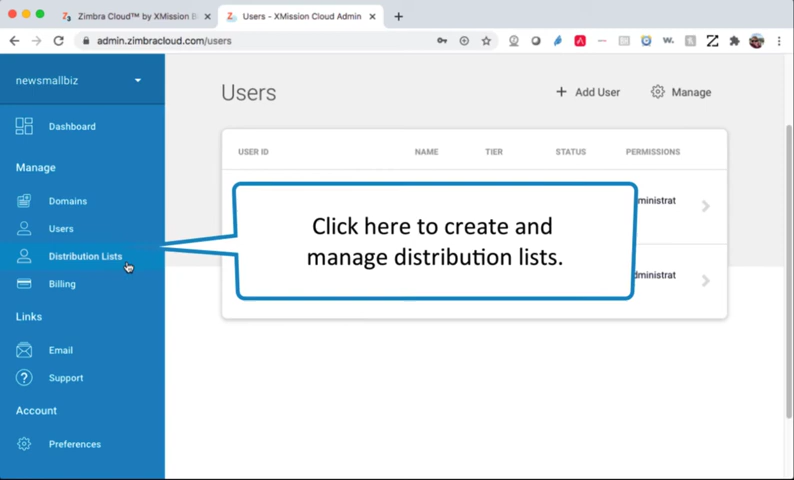 Zimbra Cloud™ by XMission B
Users - XMission Cloud Admin
admin.zimbracloud.com/users
newsmallbiz
Dashboard
Manage
Domains
Users
Distribution Lists
Billing
Links
Email
Support
Account
Preferences
Users
Add User
Manage
USER ID
NAME
TIER
STATUS
PERMISSIONS
ministrat
dministrat
Click here to create and
manage distribution lists.